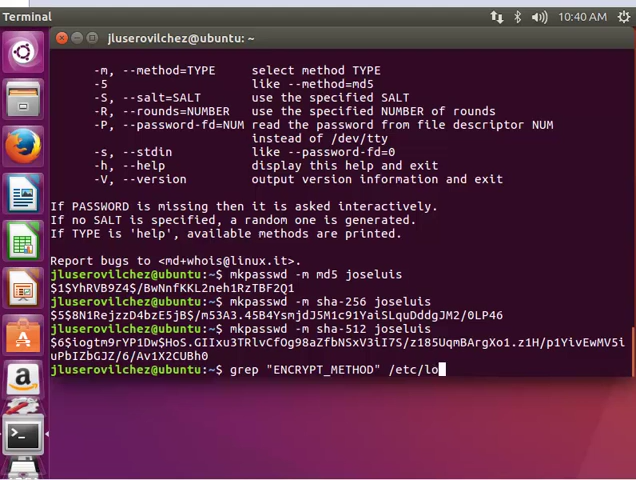 Terminal
10:40 AM
jluserovilchez@ubuntu: ~
-m, --method=TYPE select method TYPE
-5 like --method=md5
-S, --salt=SALT use the specified SALT
-R, --rounds=NUMBER use the specified NUMBER of rounds
-P, --password-fd=NUM read the password from file descriptor NUM
instead of /dev/tty
-s, --stdin like --password-fd=0
-h, --help display this help and exit
-V, --version output version information and exit
If PASSWORD is missing then it is asked interactively.
If no SALT is specified, a random one is generated.
If TYPE is 'help', available methods are printed.
Report bugs to <md+whois@linux.it>.
jluserovilchez@ubuntu:~$ mkpasswd -m md5 joseluis
$1$YhRVB9Z4$/BwNnfKKL2neh1RzTBF2Q1
jluserovilchez@ubuntu:~$ mkpasswd -m sha-256 joseluis
$5$8N1RejzzD4bzE5jB$/m53A3.45B4YsmjdJ5M1c91YaiSLquDddgJM2/0LP46
jluserovilchez@ubuntu:~$ mkpasswd -m sha-512 joseluis
$6$iogtm9rYP1Dw$HoS.GIIxu3TRlvCfOg98aZfbNSxV3iI7S/z185UqmBArgXo1.z1H/p1YivEwMV5i
uPbIZbGJZ/6/Av1X2CUBh0
jluserovilchez@ubuntu:~$ grep "ENCRYPT_METHOD" /etc/lo